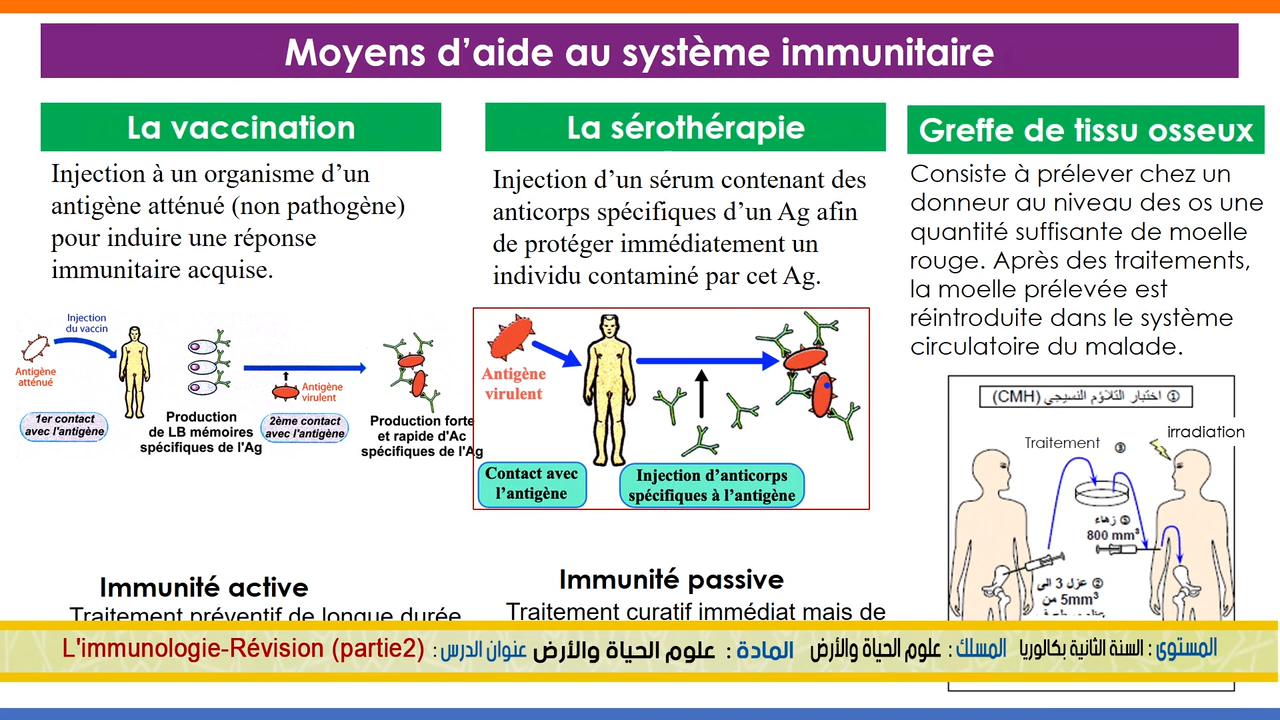 Moyens d’aide au système immunitaire
La vaccination
Injection à un organisme d’un
antigène atténué (non pathogène)
pour induire une réponse
immunitaire acquise.
Injection
du vaccin
Antigène
atténué
1er contact
avec l'antigène
Production
de LB mémoires
spécifiques de l'Ag
Antigène
virulent
2ème contact
avec l'antigène
Production forte
et rapide d'Ac
spécifiques de l'Ag
Immunité active
Traitement préventif de longue durée
La sérothérapie
Injection d’un sérum contenant des
anticorps spécifiques d’un Ag afin
de protéger immédiatement un
individu contaminé par cet Ag.
Antigène
virulent
Contact avec
l’antigène
Injection d’anticorps
spécifiques à l’antigène
Immunité passive
Traitement curatif immédiat mais de
Greffe de tissu osseux
Consiste à prélever chez un
donneur au niveau des os une
quantité suffisante de moelle
rouge. Après des traitements,
la moelle prélevée est
réintroduite dans le système
circulatoire du malade.
① اختبار التلاؤم النسيجي (CMH)
Traitement ③
irradiation
زهاء
800 mm³
② عزل 3 الى
5mm³ من
المستوى : السنة الثانية بكالوريا المسلك : علوم الحياة والأرض المادة : علوم الحياة والأرض عنوان الدرس : L'immunologie-Révision (partie2)